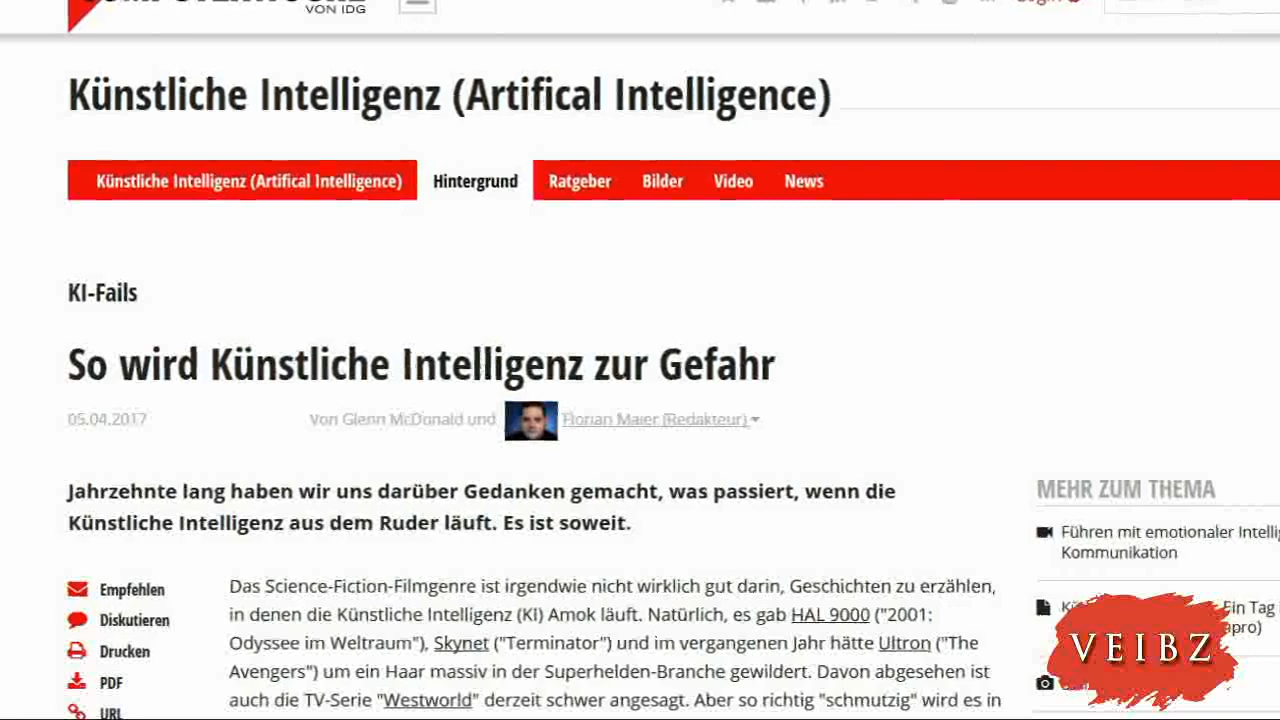 VON IDG
Künstliche Intelligenz (Artifical Intelligence)
Künstliche Intelligenz (Artifical Intelligence) Hintergrund Ratgeber Bilder Video News
KI-Fails
So wird Künstliche Intelligenz zur Gefahr
05.04.2017 Von Glenn McDonald und Florian Maier (Redakteur)
Jahrzehnte lang haben wir uns darüber Gedanken gemacht, was passiert, wenn die
Künstliche Intelligenz aus dem Ruder läuft. Es ist soweit.
Empfehlen
Diskutieren
Drucken
PDF
URL
Das Science-Fiction-Filmgenre ist irgendwie nicht wirklich gut darin, Geschichten zu erzählen,
in denen die Künstliche Intelligenz (KI) Amok läuft. Natürlich, es gab HAL 9000 ("2001:
Odyssee im Weltraum"), Skynet ("Terminator") und im vergangenen Jahr hätte Ultron ("The
Avengers") um ein Haar massiv in der Superhelden-Branche gewildert. Davon abgesehen ist
auch die TV-Serie "Westworld" derzeit schwer angesagt. Aber so richtig "schmutzig" wird es in
MEHR ZUM THEMA
Führen mit emotionaler
Kommunikation
Ein Tag
VEIBZ